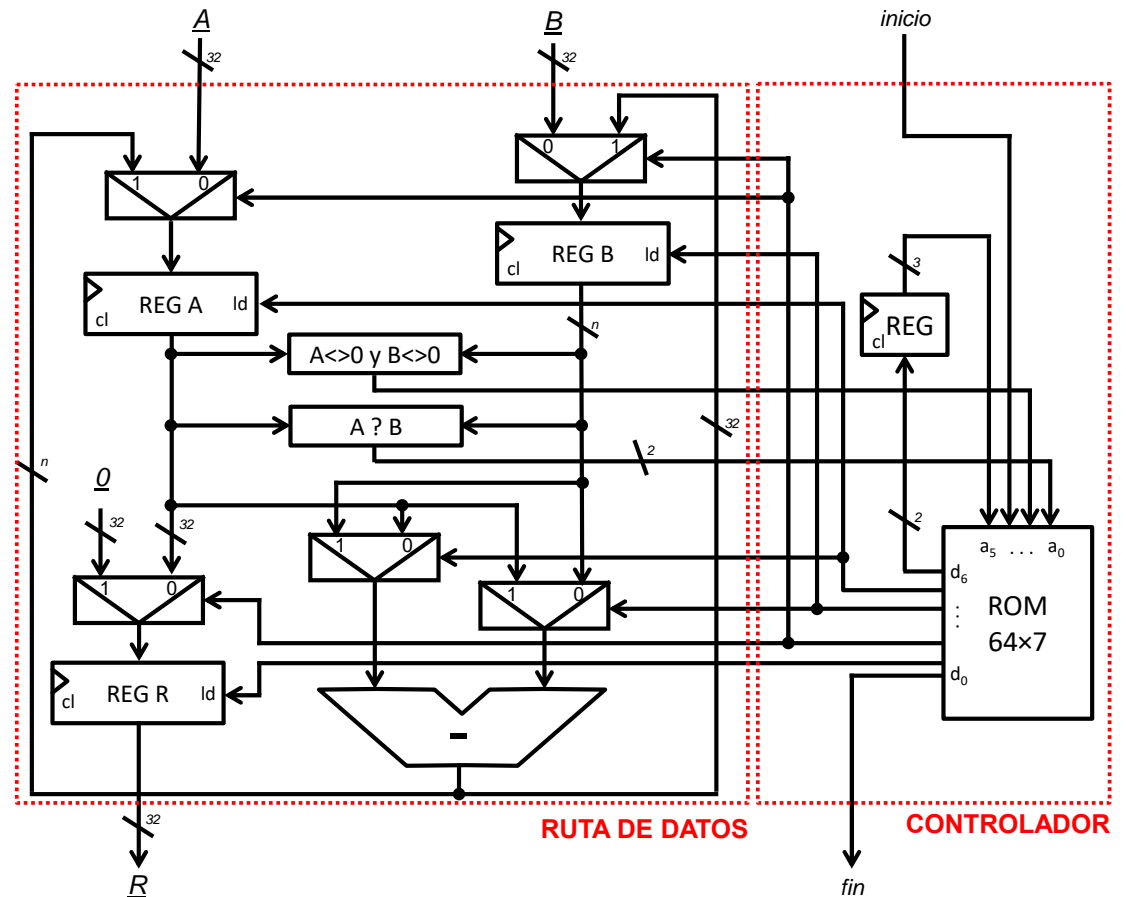 A
B
inicio
32
32
0 1
1 0
REG B
cl
ld
3
REG A
cl
ld
REG
cl
n
A<>0 y B<>0
A ? B
32
2
n
0
32
32
2
1 0
a5 . . . a0
d6
1 0
1 0
ROM
64×7
. . .
REG R
cl
ld
d0
-
32
RUTA DE DATOS
CONTROLADOR
R
fin